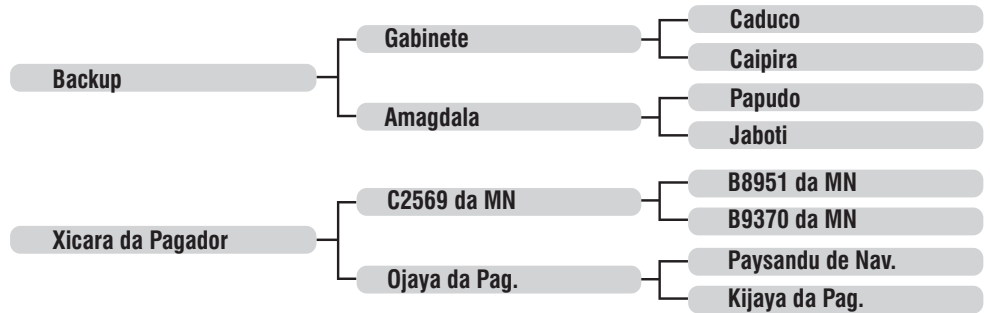 Backup
Gabinete
Caduco
Caipira
Amagdala
Papudo
Jaboti
Xicara da Pagador
C2569 da MN
B8951 da MN
B9370 da MN
Ojaya da Pag.
Paysandu de Nav.
Kijaya da Pag.